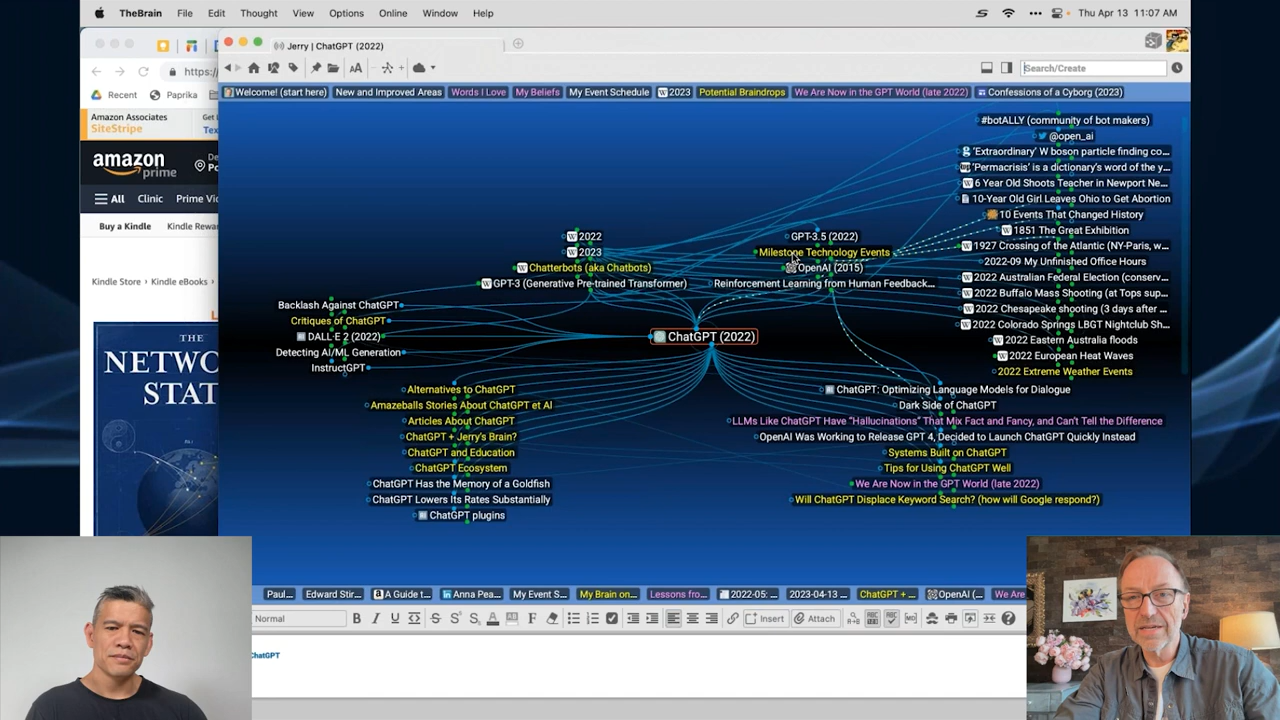 TheBrain File Edit Thought View Options Online Window Help Thu Apr 13 11:07 AM
Jerry | ChatGPT (2022)
https:/
AA
Search/Create
Recent Paprika
Welcome! (start here) New and Improved Areas Words I Love My Beliefs My Event Schedule 2023 Potential Braindrops We Are Now in the GPT World (late 2022) Confessions of a Cyborg (2023)
Amazon Associates
SiteStripe
Get L
Tex
amazon
prime
De
Po
All Clinic Prime Vi
Buy a Kindle Kindle Rewa
Kindle Store › Kindle eBooks ›
THE
NETWO
STAT
#botALLY (community of bot makers)
@open_ai
'Extraordinary' W boson particle finding co...
'Permacrisis' is a dictionary's word of the y...
6 Year Old Shoots Teacher in Newport Ne...
10-Year Old Girl Leaves Ohio to Get Abortion
10 Events That Changed History
1851 The Great Exhibition
1927 Crossing of the Atlantic (NY-Paris, w...
2022-09 My Unfinished Office Hours
2022 Australian Federal Election (conserv...
2022 Buffalo Mass Shooting (at Tops sup...
2022 Chesapeake shooting (3 days after ...
2022 Colorado Springs LBGT Nightclub Sh...
2022 Eastern Australia floods
2022 European Heat Waves
2022 Extreme Weather Events
2022
2023
Chatterbots (aka Chatbots)
GPT-3 (Generative Pre-trained Transformer)
GPT-3.5 (2022)
Milestone Technology Events
OpenAI (2015)
Reinforcement Learning from Human Feedback...
Backlash Against ChatGPT
Critiques of ChatGPT
DALL·E 2 (2022)
Detecting AI/ML Generation
InstructGPT
ChatGPT (2022)
Alternatives to ChatGPT
Amazeballs Stories About ChatGPT et Al
Articles About ChatGPT
ChatGPT + Jerry's Brain?
ChatGPT and Education
ChatGPT Ecosystem
ChatGPT Has the Memory of a Goldfish
ChatGPT Lowers Its Rates Substantially
ChatGPT plugins
ChatGPT: Optimizing Language Models for Dialogue
Dark Side of ChatGPT
LLMs Like ChatGPT Have "Hallucinations" That Mix Fact and Fancy, and Can't Tell the Difference
OpenAI Was Working to Release GPT 4, Decided to Launch ChatGPT Quickly Instead
Systems Built on ChatGPT
Tips for Using ChatGPT Well
We Are Now in the GPT World (late 2022)
Will ChatGPT Displace Keyword Search? (how will Google respond?)
Paul... Edward Stir... A Guide t... Anna Pea... My Event S... My Brain on... Lessons fro... 2022-05: ... 2023-04-13 ... ChatGPT + ... OpenAI (... We Are
Normal B I U S S S A F Insert Attach
ChatGPT